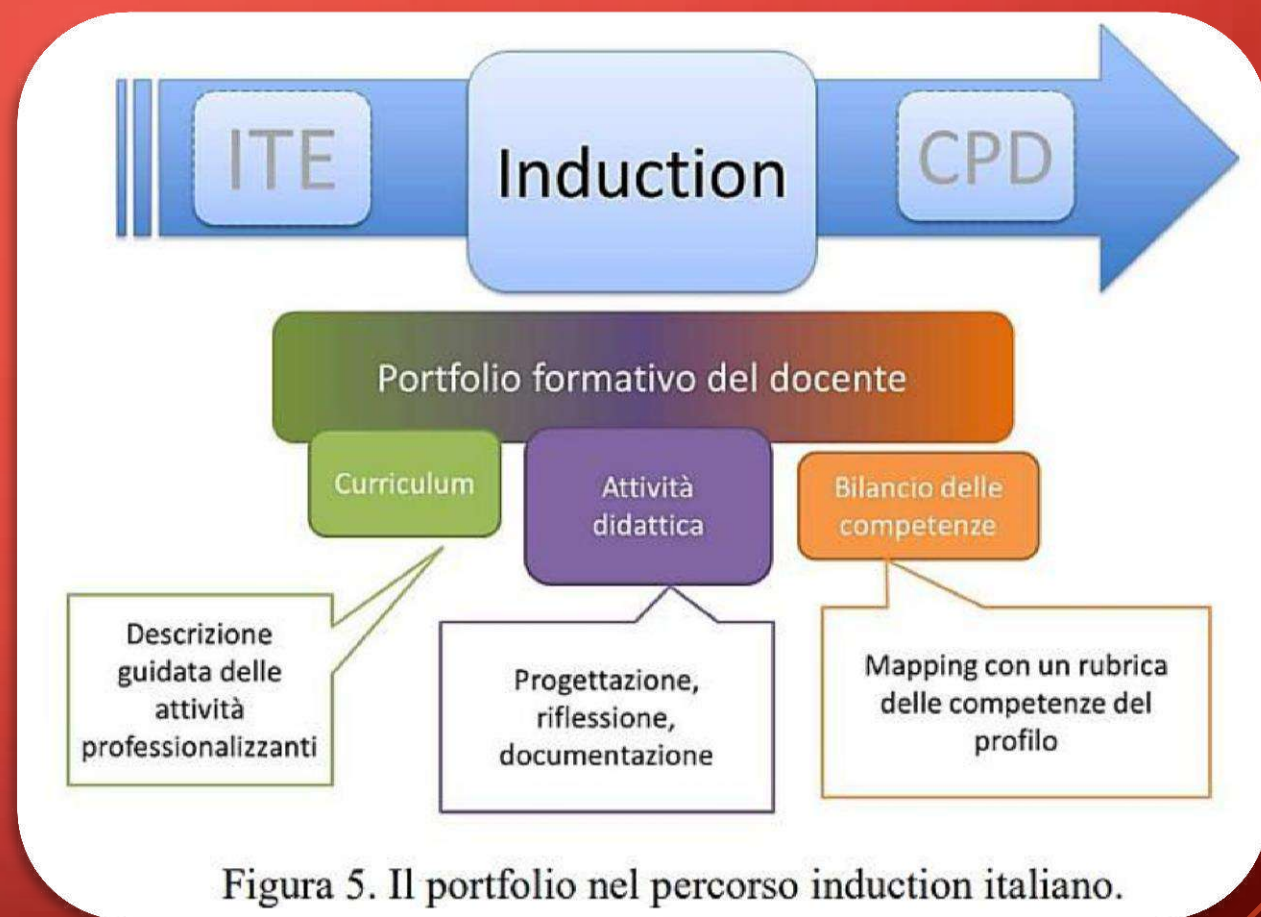 ITE
Induction
CPD
Portfolio formativo del docente
Curriculum
Attività
didattica
Bilancio delle
competenze
Descrizione
guidata delle
attività
professionalizzanti
Progettazione,
riflessione,
documentazione
Mapping con un rubrica
delle competenze del
profilo
Figura 5. Il portfolio nel percorso induction italiano.